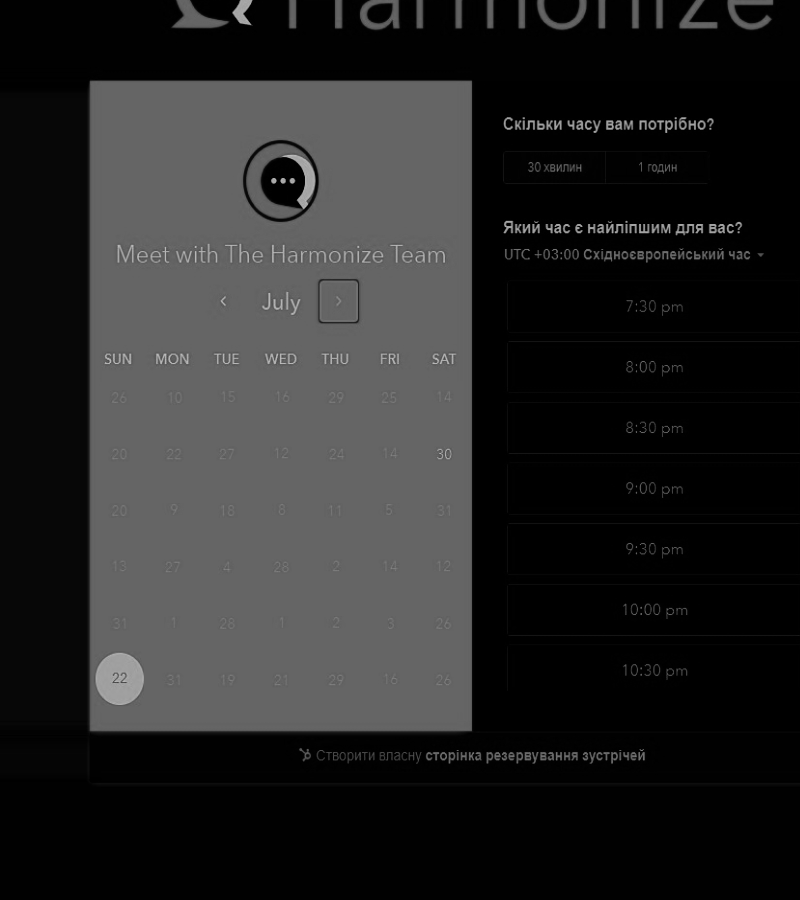 Harmonize
Meet with The Harmonize Team
July
SUN MON TUE WED THU FRI SAT
26 10 15 16 29 25 14
20 22 27 12 24 14 30
20 9 18 8 11 5 31
13 27 4 28 2 14 12
31 1 28 1 2 3 26
22 31 19 21 29 16 26
Скільки часу вам потрібно?
30 хвилин 1 годин
Який час є найліпшим для вас?
UTC +03:00 Східноєвропейський час
7:30 pm
8:00 pm
8:30 pm
9:00 pm
9:30 pm
10:00 pm
10:30 pm
Створити власну сторінка резервування зустрічей